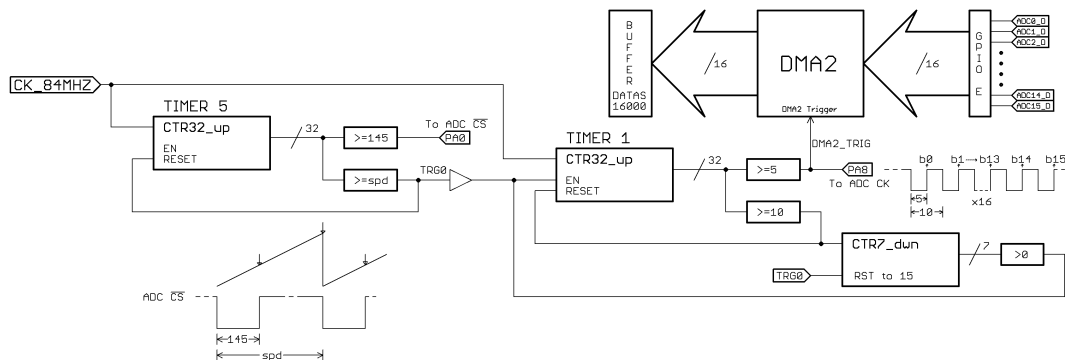 CK_84MHZ
TIMER 5
CTR32_up
EN
RESET
32
>=145
To ADC CS
PA0
>=spd
TRG0
TIMER 1
CTR32_up
EN
RESET
32
>=5
>=10
DMA2_TRIG
PA8
To ADC CK
BUFFER
DATAS
16000
16
DMA2
DMA2 Trigger
16
GPIO E
ADC0_D
ADC1_D
ADC2_D
ADC14_D
ADC15_D
b0 b1→b13 b14 b15
5
10
x16
CTR7_dwn
RST to 15
TRG0
7
>0
ADC CS
145
spd